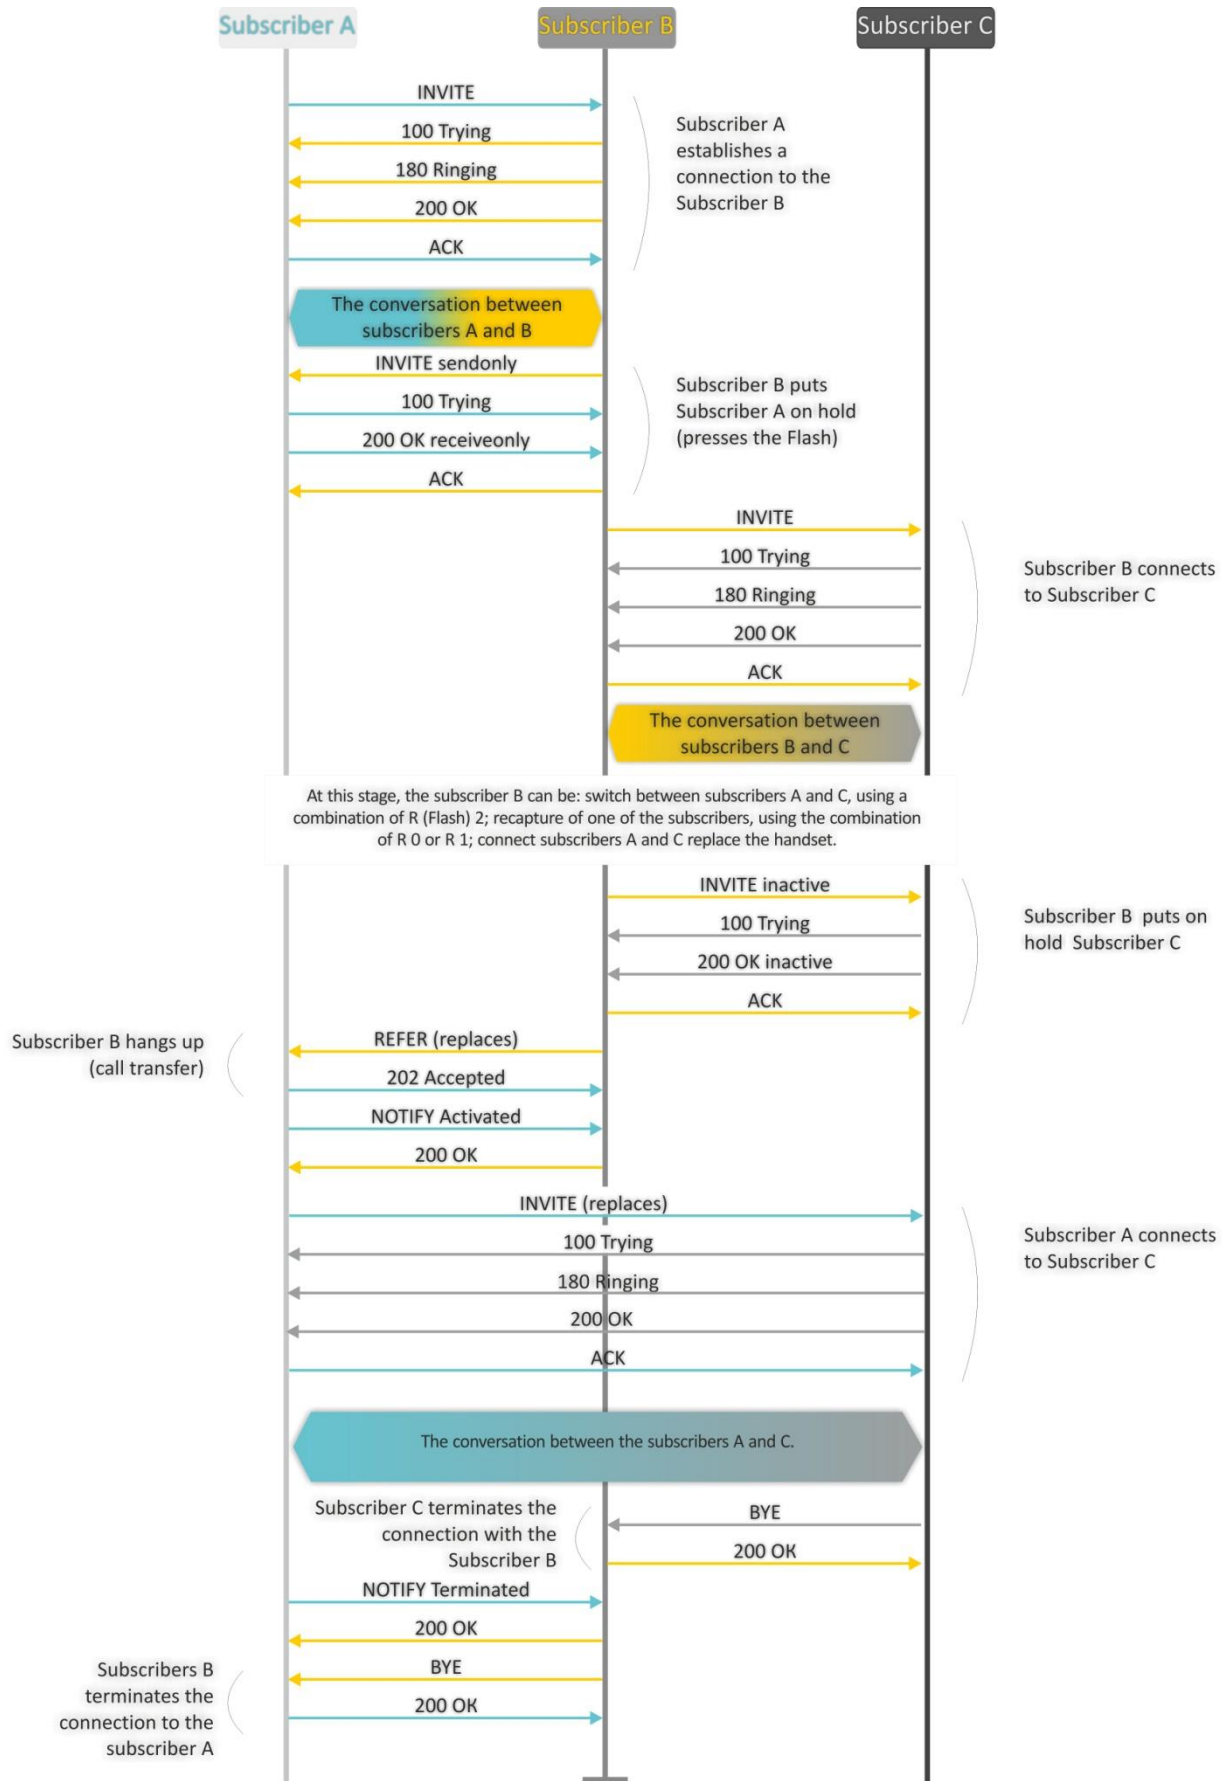 Subscriber A
Subscriber B
Subscriber C
INVITE
100 Trying
180 Ringing
200 OK
ACK
Subscriber A
establishes a
connection to the
Subscriber B
The conversation between
subscribers A and B
INVITE sendonly
100 Trying
200 OK receiveonly
ACK
Subscriber B puts
Subscriber A on hold
(presses the Flash)
INVITE
100 Trying
180 Ringing
200 OK
ACK
Subscriber B connects
to Subscriber C
The conversation between
subscribers B and C
At this stage, the subscriber B can be: switch between subscribers A and C, using a
combination of R (Flash) 2; recapture of one of the subscribers, using the combination
of R 0 or R 1; connect subscribers A and C replace the handset.
INVITE inactive
100 Trying
200 OK inactive
ACK
Subscriber B puts on
hold Subscriber C
Subscriber B hangs up
(call transfer)
REFER (replaces)
202 Accepted
NOTIFY Activated
200 OK
INVITE (replaces)
100 Trying
180 Ringing
200 OK
ACK
Subscriber A connects
to Subscriber C
The conversation between the subscribers A and C.
Subscriber C terminates the
connection with the
Subscriber B
BYE
200 OK
NOTIFY Terminated
200 OK
BYE
200 OK
Subscribers B
terminates the
connection to the
subscriber A